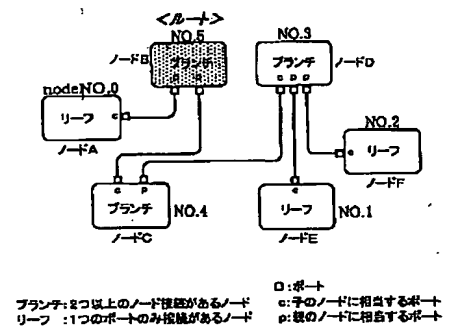 <ルート>
NO.5
NO.3
ノードB
ブランチ
p p
ブランチ
ノードD
c p p
nodeNO.0
リーフ
c
ノードA
NO.2
c リーフ
ノードF
c p
ブランチ
NO.4
ノードC
c
リーフ
NO.1
ノードE
ロ:ポート
ブランチ:2つ以上のノード接続があるノード
c:子のノードに相当するポート
リーフ :1つのポートのみ接続があるノード
p:親のノードに相当するポート